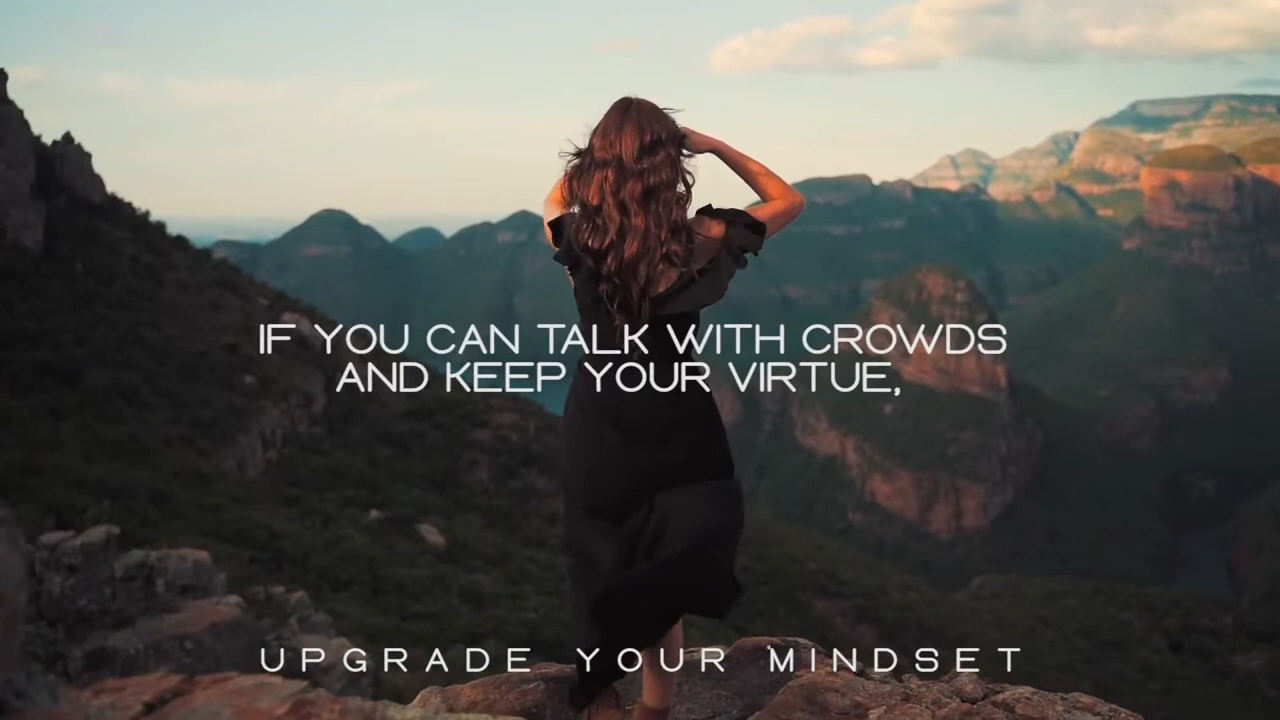 IF YOU CAN TALK WITH CROWDS
AND KEEP YOUR VIRTUE,
UPGRADE YOUR MINDSET